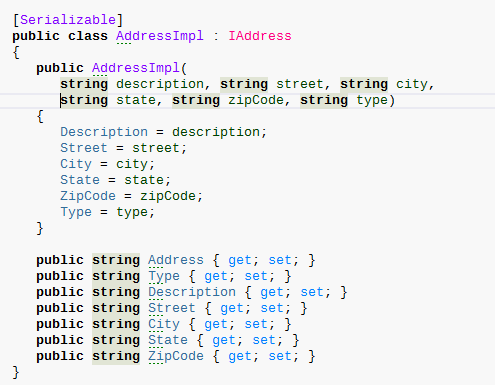 [Serializable]
public class AddressImpl : IAddress
{
    public AddressImpl(
        string description, string street, string city,
        string state, string zipCode, string type)
    {
        Description = description;
        Street = street;
        City = city;
        State = state;
        ZipCode = zipCode;
        Type = type;
    }

    public string Address { get; set; }
    public string Type { get; set; }
    public string Description { get; set; }
    public string Street { get; set; }
    public string City { get; set; }
    public string State { get; set; }
    public string ZipCode { get; set; }
}